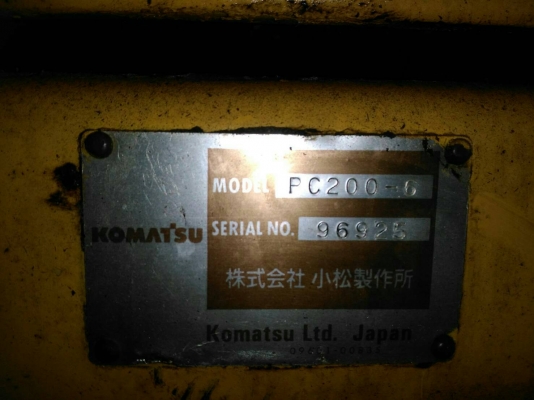 MODEL PC200-6
KOMATSU
SERIAL NO. 96925
株式会社 小松製作所
Komatsu Ltd. Japan